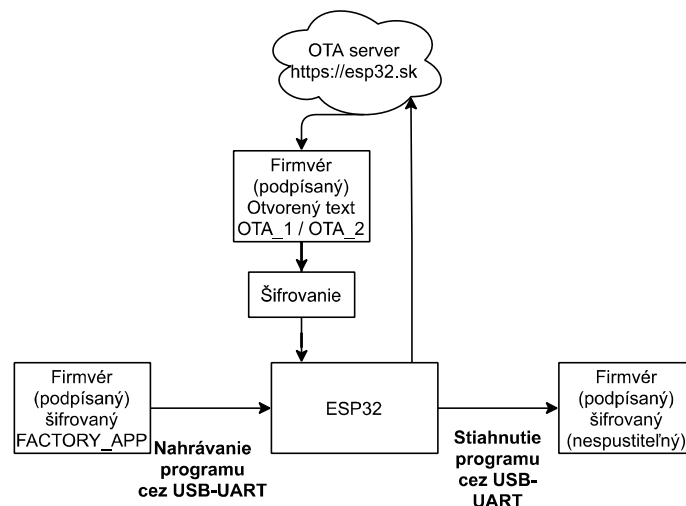 OTA server
https://esp32.sk
Firmvér
(podpísaný)
Otvorený text
OTA_1 / OTA_2
Šifrovanie
Firmvér
(podpísaný)
šifrovaný
FACTORY_APP
Nahrávanie
programu
cez USB-UART
ESP32
Stiahnutie
programu
cez USB-
UART
Firmvér
(podpísaný)
šifrovaný
(nespustiteľný)